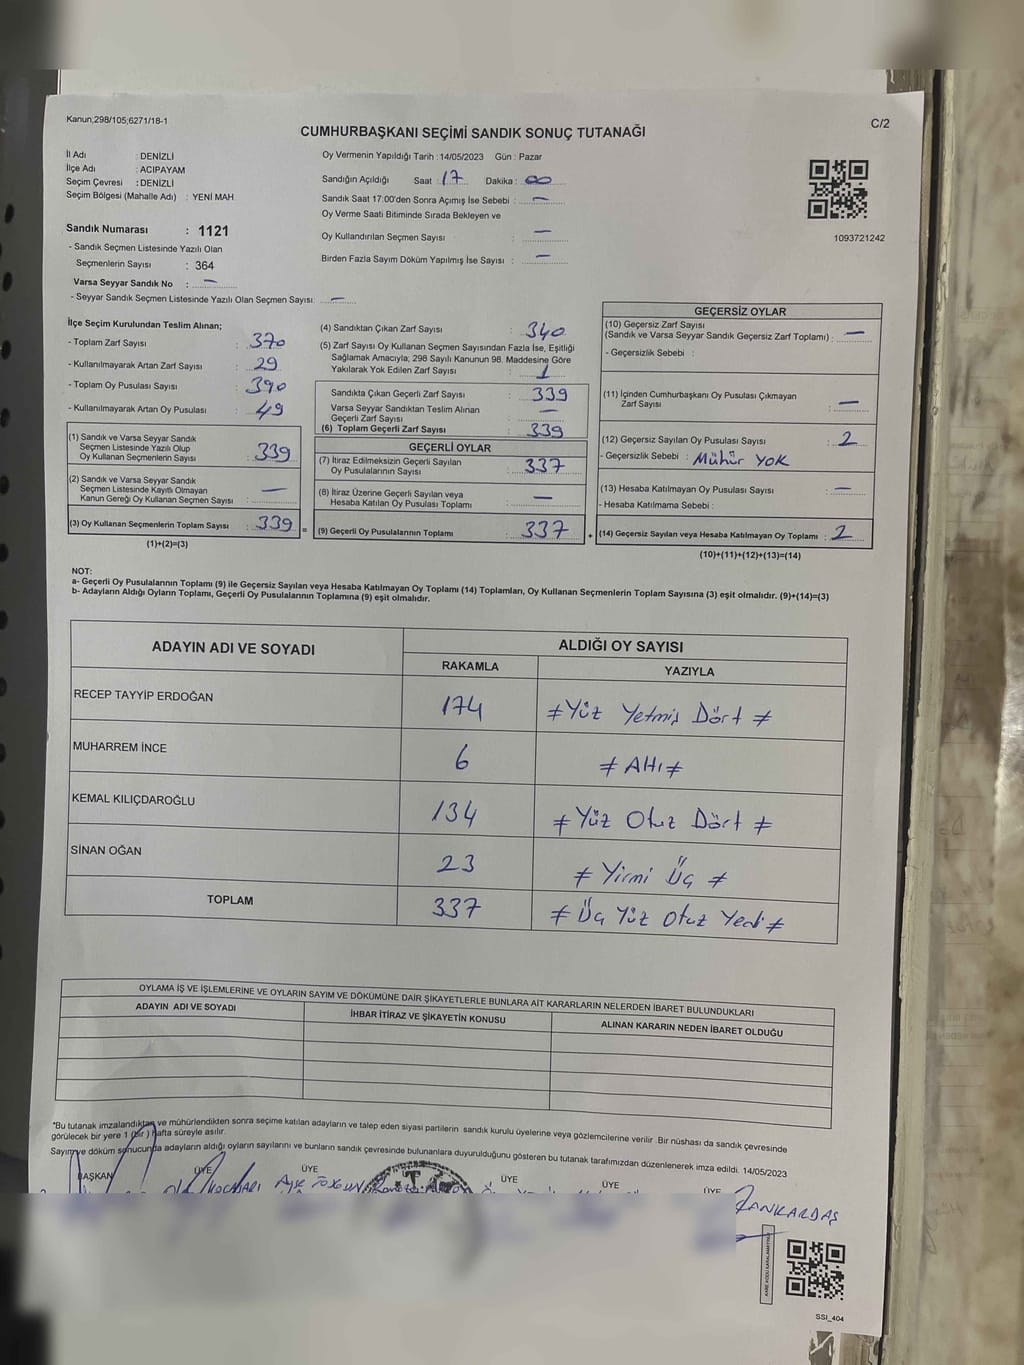 Kanun;298/105;6271/18-1
C/2
CUMHURBAŞKANI SEÇİMİ SANDIK SONUÇ TUTANAĞI
İl Adı : DENİZLİ
İlçe Adı : ACIPAYAM
Seçim Çevresi : DENİZLİ
Seçim Bölgesi (Mahalle Adı) : YENİ MAH.
Sandık Numarası : 1121
- Sandık Seçmen Listesinde Yazılı Olan
Seçmenlerin Sayısı : 364
Varsa Seyyar Sandık No : —
- Seyyar Sandık Seçmen Listesinde Yazılı Olan Seçmen Sayısı: —
Oy Vermenin Yapıldığı Tarih : 14/05/2023 Gün : Pazar
Sandığın Açıldığı Saat : 17 Dakika : 00
Sandık Saat 17:00'den Sonra Açımış İse Sebebi : —
Oy Verme Saati Bitiminde Sırada Bekleyen ve
Oy Kullandırılan Seçmen Sayısı : —
Birden Fazla Sayım Döküm Yapılmış İse Sayısı : —
1093721242
İlçe Seçim Kurulundan Teslim Alınan;
- Toplam Zarf Sayısı : 370
- Kullanılmayarak Artan Zarf Sayısı : 29
- Toplam Oy Pusulası Sayısı : 390
- Kullanılmayarak Artan Oy Pusulası : 49
(1) Sandık ve Varsa Seyyar Sandık
Seçmen Listesinde Yazılı Olup
Oy Kullanan Seçmenlerin Sayısı : 339
(2) Sandık ve Varsa Seyyar Sandık
Seçmen Listesinde Kayıtlı Olmayan
Kanun Gereği Oy Kullanan Seçmen Sayısı : —
(3) Oy Kullanan Seçmenlerin Toplam Sayısı : 339 =
(1)+(2)=(3)
(4) Sandıktan Çıkan Zarf Sayısı : 340
(5) Zarf Sayısı Oy Kullanan Seçmen Sayısından Fazla İse, Eşitliği
Sağlamak Amacıyla; 298 Sayılı Kanunun 98. Maddesine Göre
Yakılarak Yok Edilen Zarf Sayısı : 1
Sandıkta Çıkan Geçerli Zarf Sayısı : 339
Varsa Seyyar Sandıktan Teslim Alınan
Geçerli Zarf Sayısı : —
(6) Toplam Geçerli Zarf Sayısı : 339
GEÇERLİ OYLAR
(7) İtiraz Edilmeksizin Geçerli Sayılan
Oy Pusulalarının Sayısı : 337
(8) İtiraz Üzerine Geçerli Sayılan veya
Hesaba Katılan Oy Pusulası Toplamı : —
(9) Geçerli Oy Pusulalarının Toplamı : 337 +
GEÇERSİZ OYLAR
(10) Geçersiz Zarf Sayısı
(Sandık ve Varsa Seyyar Sandık Geçersiz Zarf Toplamı) : —
- Geçersizlik Sebebi :
(11) İçinden Cumhurbaşkanı Oy Pusulası Çıkmayan
Zarf Sayısı : —
(12) Geçersiz Sayılan Oy Pusulası Sayısı : 2
- Geçersizlik Sebebi : Mühür YOK
(13) Hesaba Katılmayan Oy Pusulası Sayısı : —
- Hesaba Katılmama Sebebi :
(14) Geçersiz Sayılan veya Hesaba Katılmayan Oy Toplamı : 2
(10)+(11)+(12)+(13)=(14)
NOT:
a- Geçerli Oy Pusulalarının Toplamı (9) ile Geçersiz Sayılan veya Hesaba Katılmayan Oy Toplamı (14) Toplamları, Oy Kullanan Seçmenlerin Toplam Sayısına (3) eşit olmalıdır. (9)+(14)=(3)
b- Adayların Aldığı Oyların Toplamı, Geçerli Oy Pusulalarının Toplamına (9) eşit olmalıdır.
ADAYIN ADI VE SOYADI ALDIĞI OY SAYISI
RAKAMLA YAZIYLA
RECEP TAYYİP ERDOĞAN 174 ≠ Yüz Yetmiş Dört ≠
MUHARREM İNCE 6 ≠ Altı ≠
KEMAL KILIÇDAROĞLU 134 ≠ Yüz Otuz Dört ≠
SİNAN OĞAN 23 ≠ Yirmi Üç ≠
TOPLAM 337 ≠ Üç Yüz Otuz Yedi ≠
OYLAMA İŞ VE İŞLEMLERİNE VE OYLARIN SAYIM VE DÖKÜMÜNE DAİR ŞİKAYETLERLE BUNLARA AİT KARARLARIN NELERDEN İBARET BULUNDUKLARI
ADAYIN ADI VE SOYADI İHBAR İTİRAZ VE ŞİKAYETİN KONUSU ALINAN KARARIN NEDEN İBARET OLDUĞU
*Bu tutanak imzalandıktan ve mühürlendikten sonra seçime katılan adayların ve talep eden siyasi partilerin sandık kurulu üyelerine veya gözlemcilerine verilir. Bir nüshası da sandık çevresinde
görülecek bir yere 1 (bir) hafta süreyle asılır.
Sayım ve döküm sonucunda adayların aldığı oyların sayılarını ve bunların sandık çevresinde bulunanlara duyurulduğunu gösteren bu tutanak tarafımızdan düzenlenerek imza edildi. 14/05/2023
BAŞKAN ÜYE ÜYE ÜYE ÜYE ÜYE
Ayşe
SSI_404